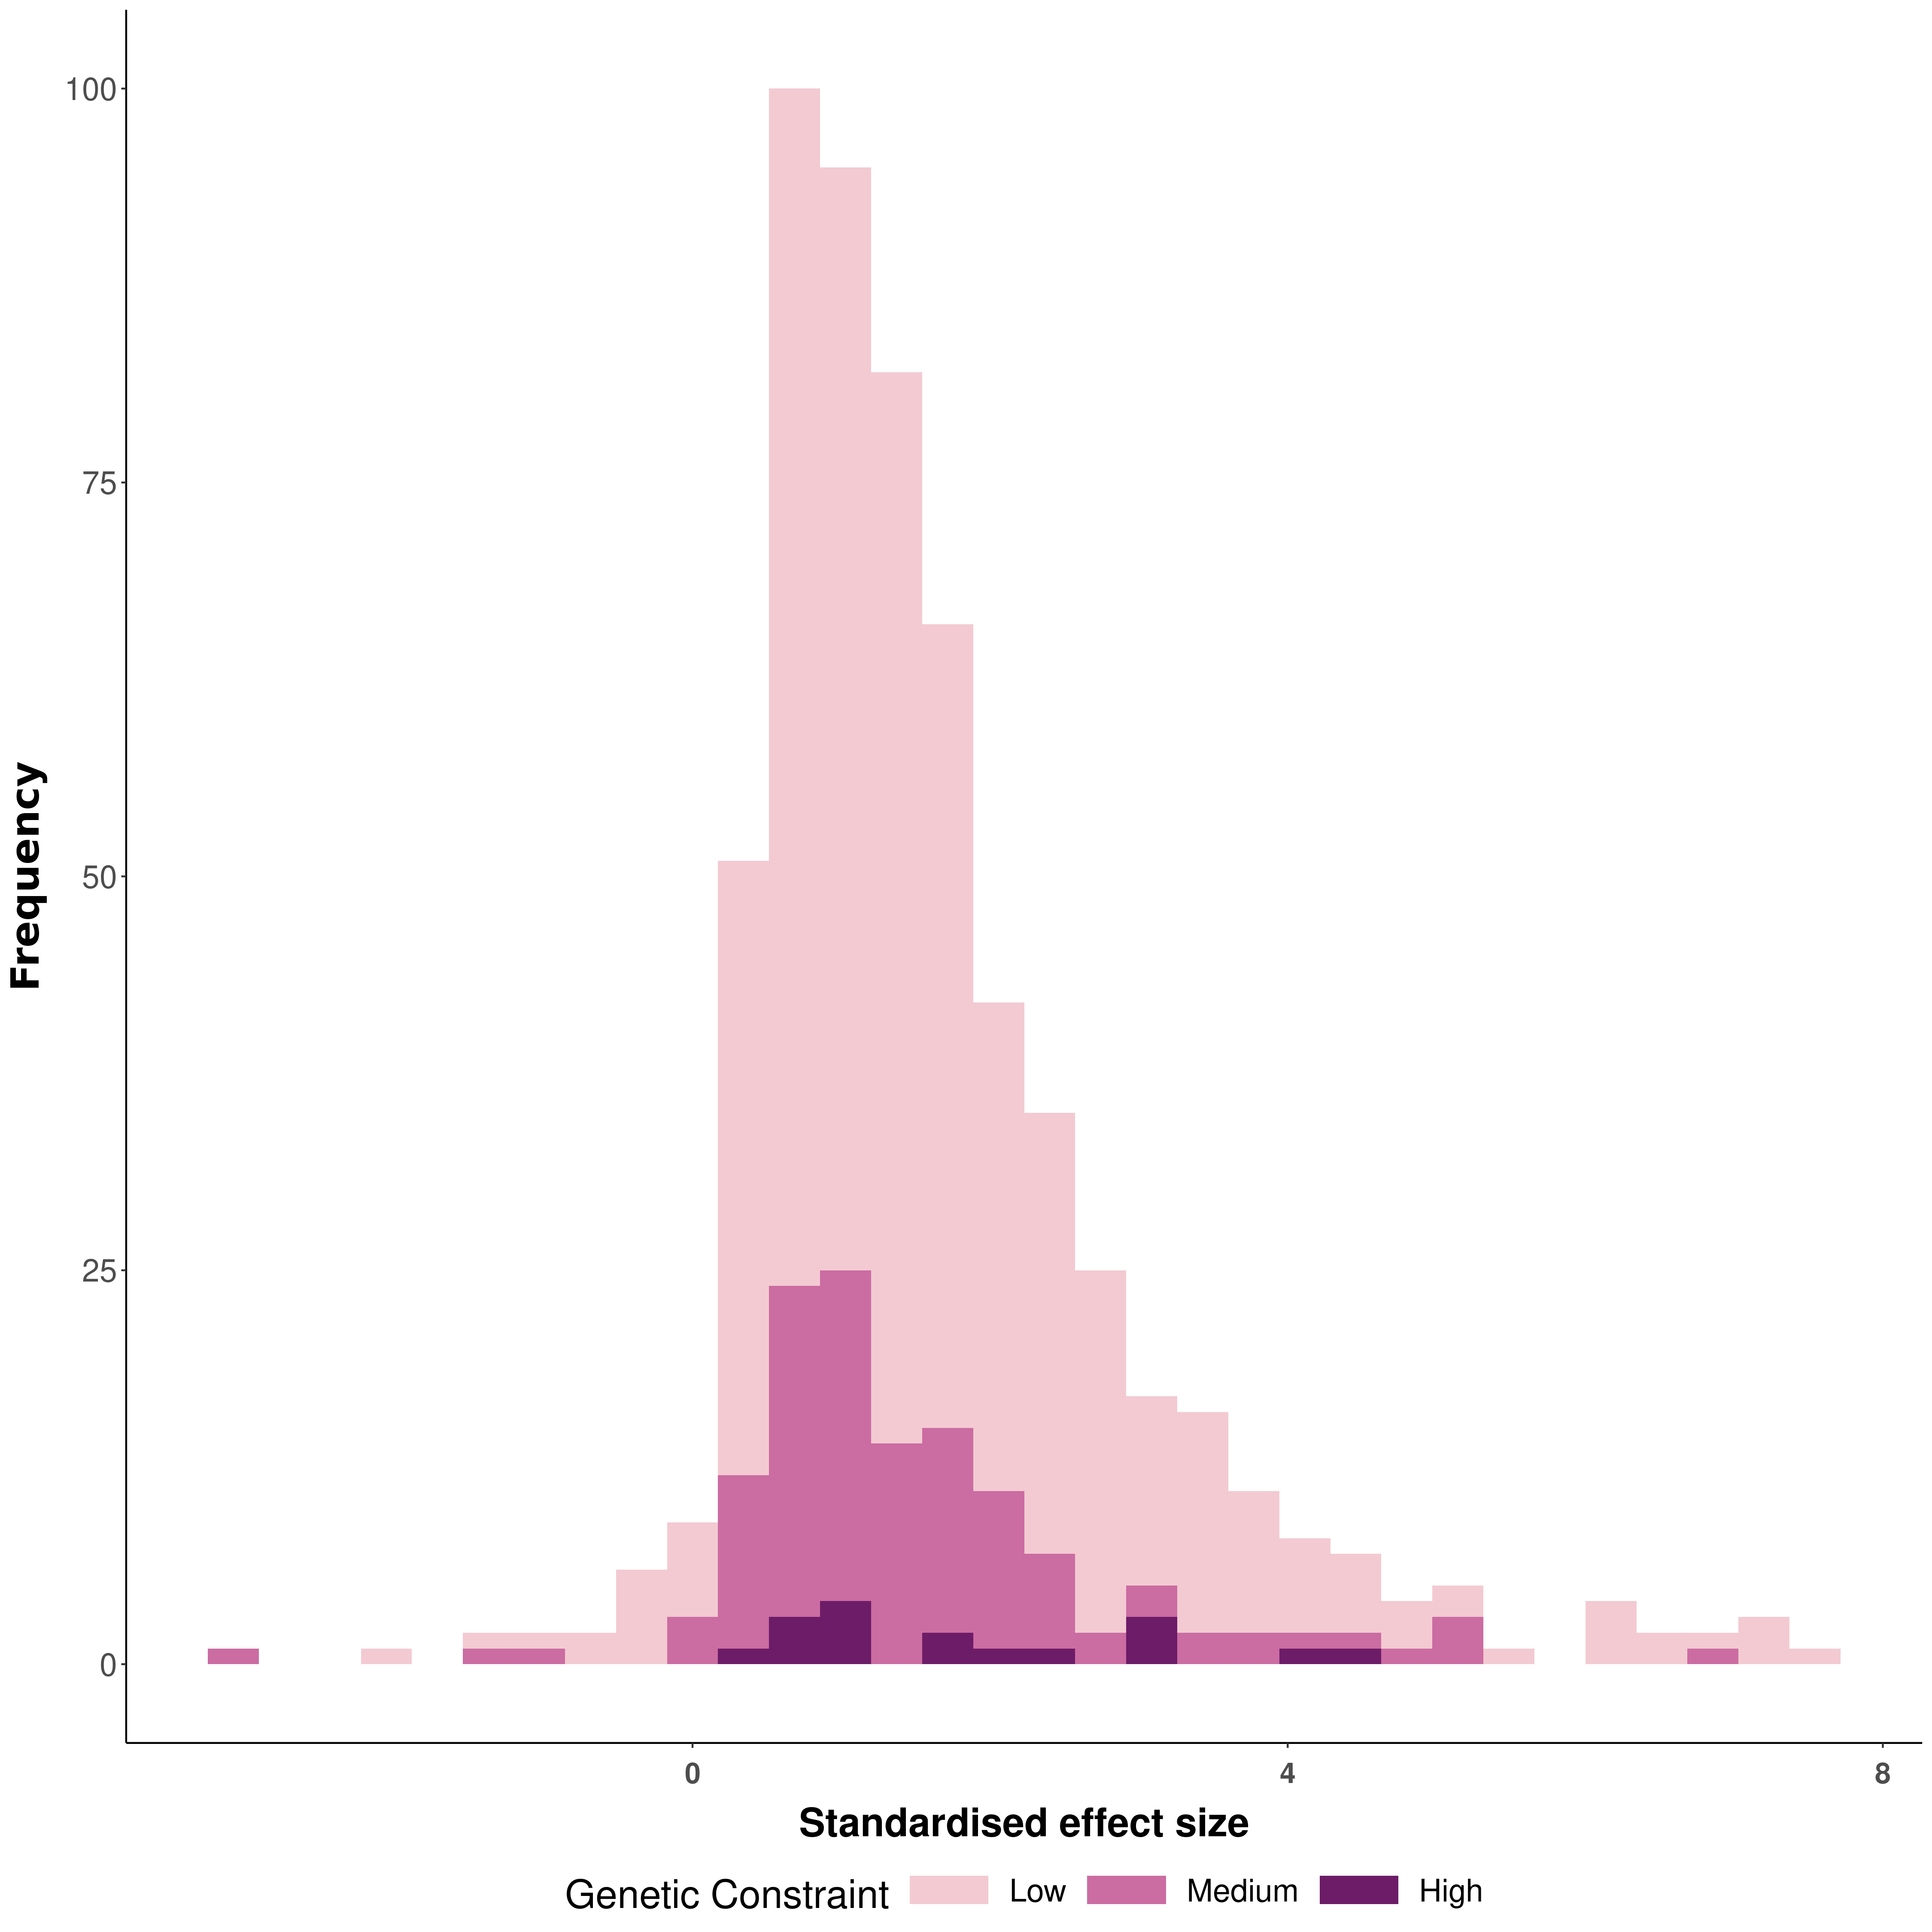 100
75
50
25
0
Frequency
0 4 8
Standardised effect size
Genetic Constraint Low Medium High